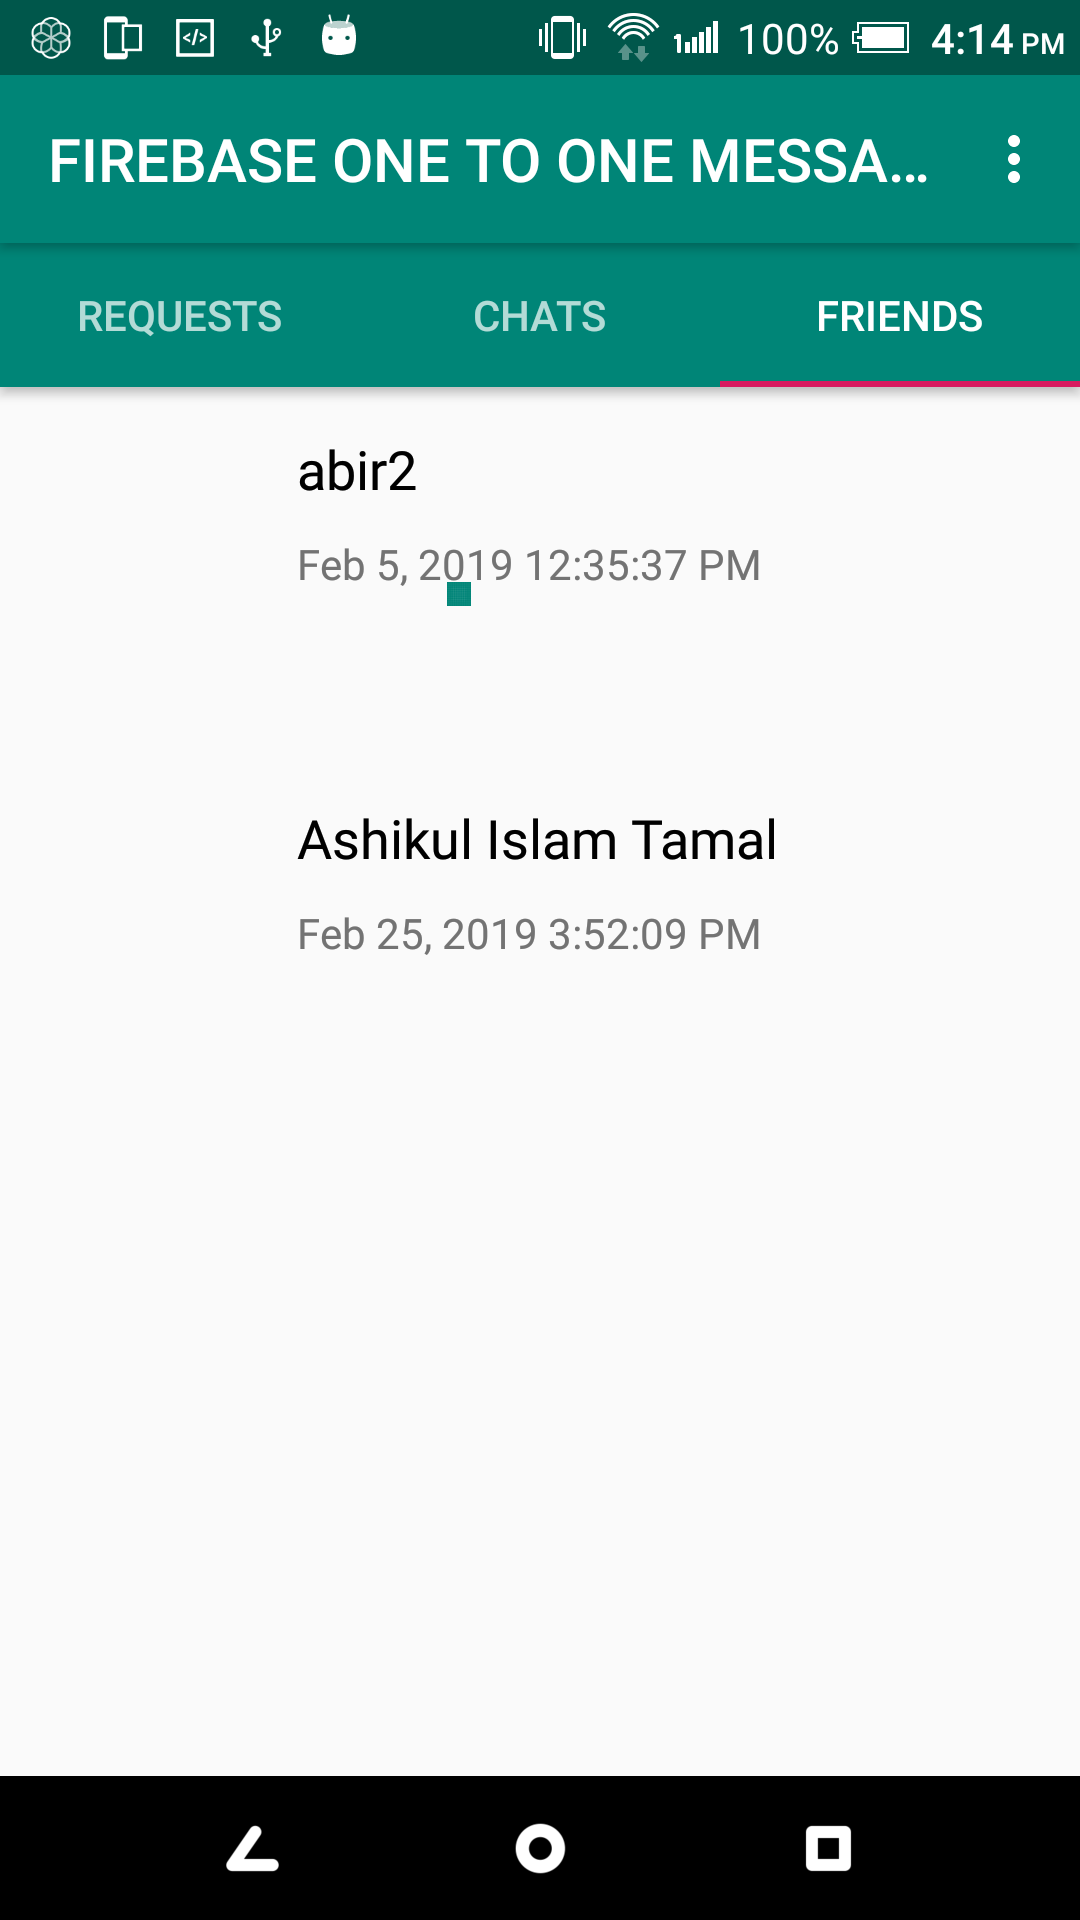 100% 4:14 PM
FIREBASE ONE TO ONE MESSA...
REQUESTS CHATS FRIENDS
abir2
Feb 5, 2019 12:35:37 PM
Ashikul Islam Tamal
Feb 25, 2019 3:52:09 PM